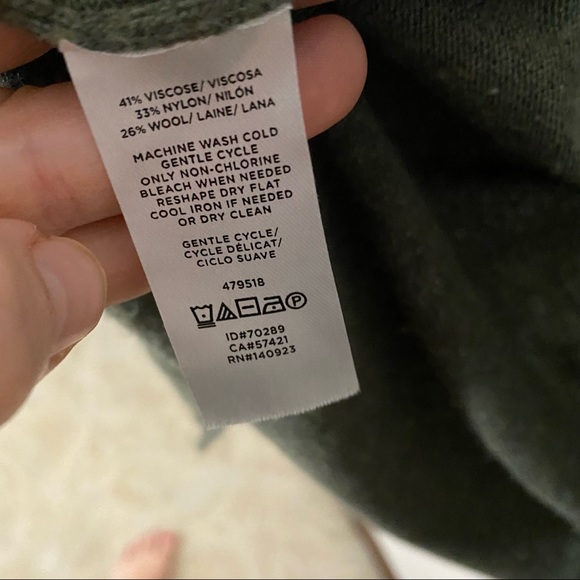 41% VISCOSE/ VISCOSA
33% NYLON/ NILÓN
26% WOOL/ LAINE/ LANA
MACHINE WASH COLD
GENTLE CYCLE
ONLY NON-CHLORINE
BLEACH WHEN NEEDED
RESHAPE DRY FLAT
COOL IRON IF NEEDED
OR DRY CLEAN
GENTLE CYCLE/
CYCLE DÉLICAT/
CICLO SUAVE
479518
P
ID#70289
CA#57421
RN#140923